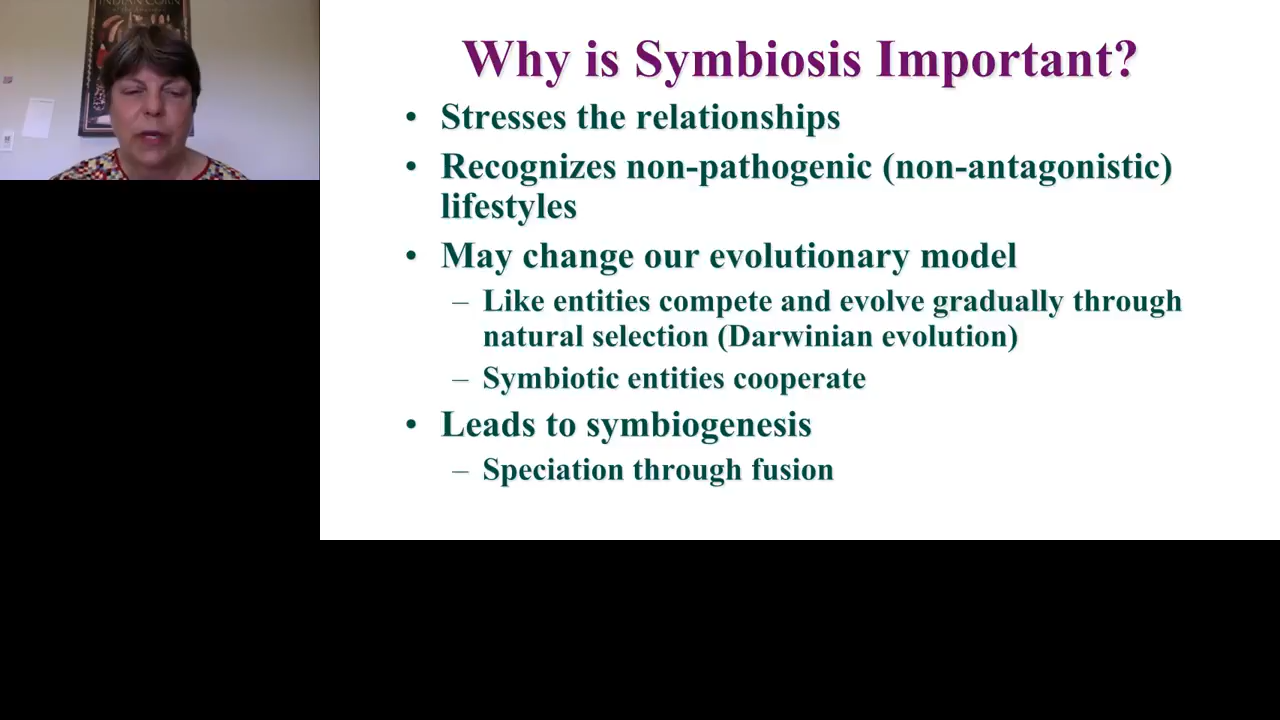 INDIAN CORN
Why is Symbiosis Important?
• Stresses the relationships
• Recognizes non-pathogenic (non-antagonistic)
lifestyles
• May change our evolutionary model
– Like entities compete and evolve gradually through
natural selection (Darwinian evolution)
– Symbiotic entities cooperate
• Leads to symbiogenesis
– Speciation through fusion